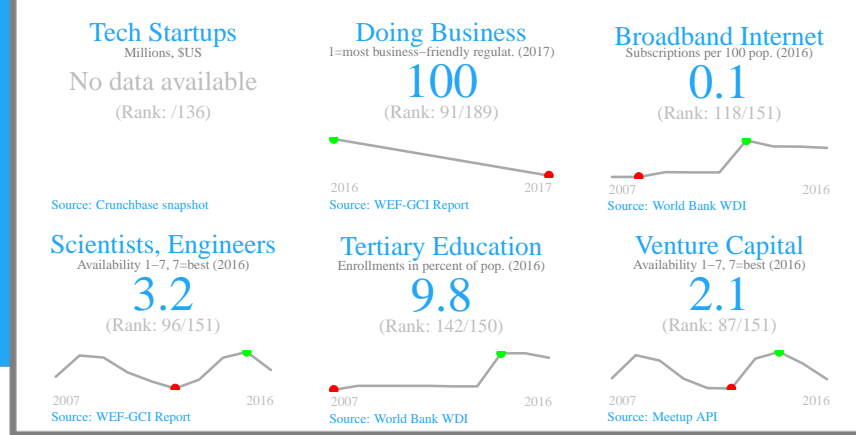 Tech Startups
Millions, $US
No data available
(Rank: /136)
Source: Crunchbase snapshot
Doing Business
1=most business−friendly regulat. (2017)
100
(Rank: 91/189)
2016 2017
Source: WEF-GCI Report
Broadband Internet
Subscriptions per 100 pop. (2016)
0.1
(Rank: 118/151)
2007 2016
Source: World Bank WDI
Scientists, Engineers
Availability 1−7, 7=best (2016)
3.2
(Rank: 96/151)
2007 2016
Source: WEF-GCI Report
Tertiary Education
Enrollments in percent of pop. (2016)
9.8
(Rank: 142/150)
2007 2016
Source: World Bank WDI
Venture Capital
Availability 1−7, 7=best (2016)
2.1
(Rank: 87/151)
2007 2016
Source: Meetup API